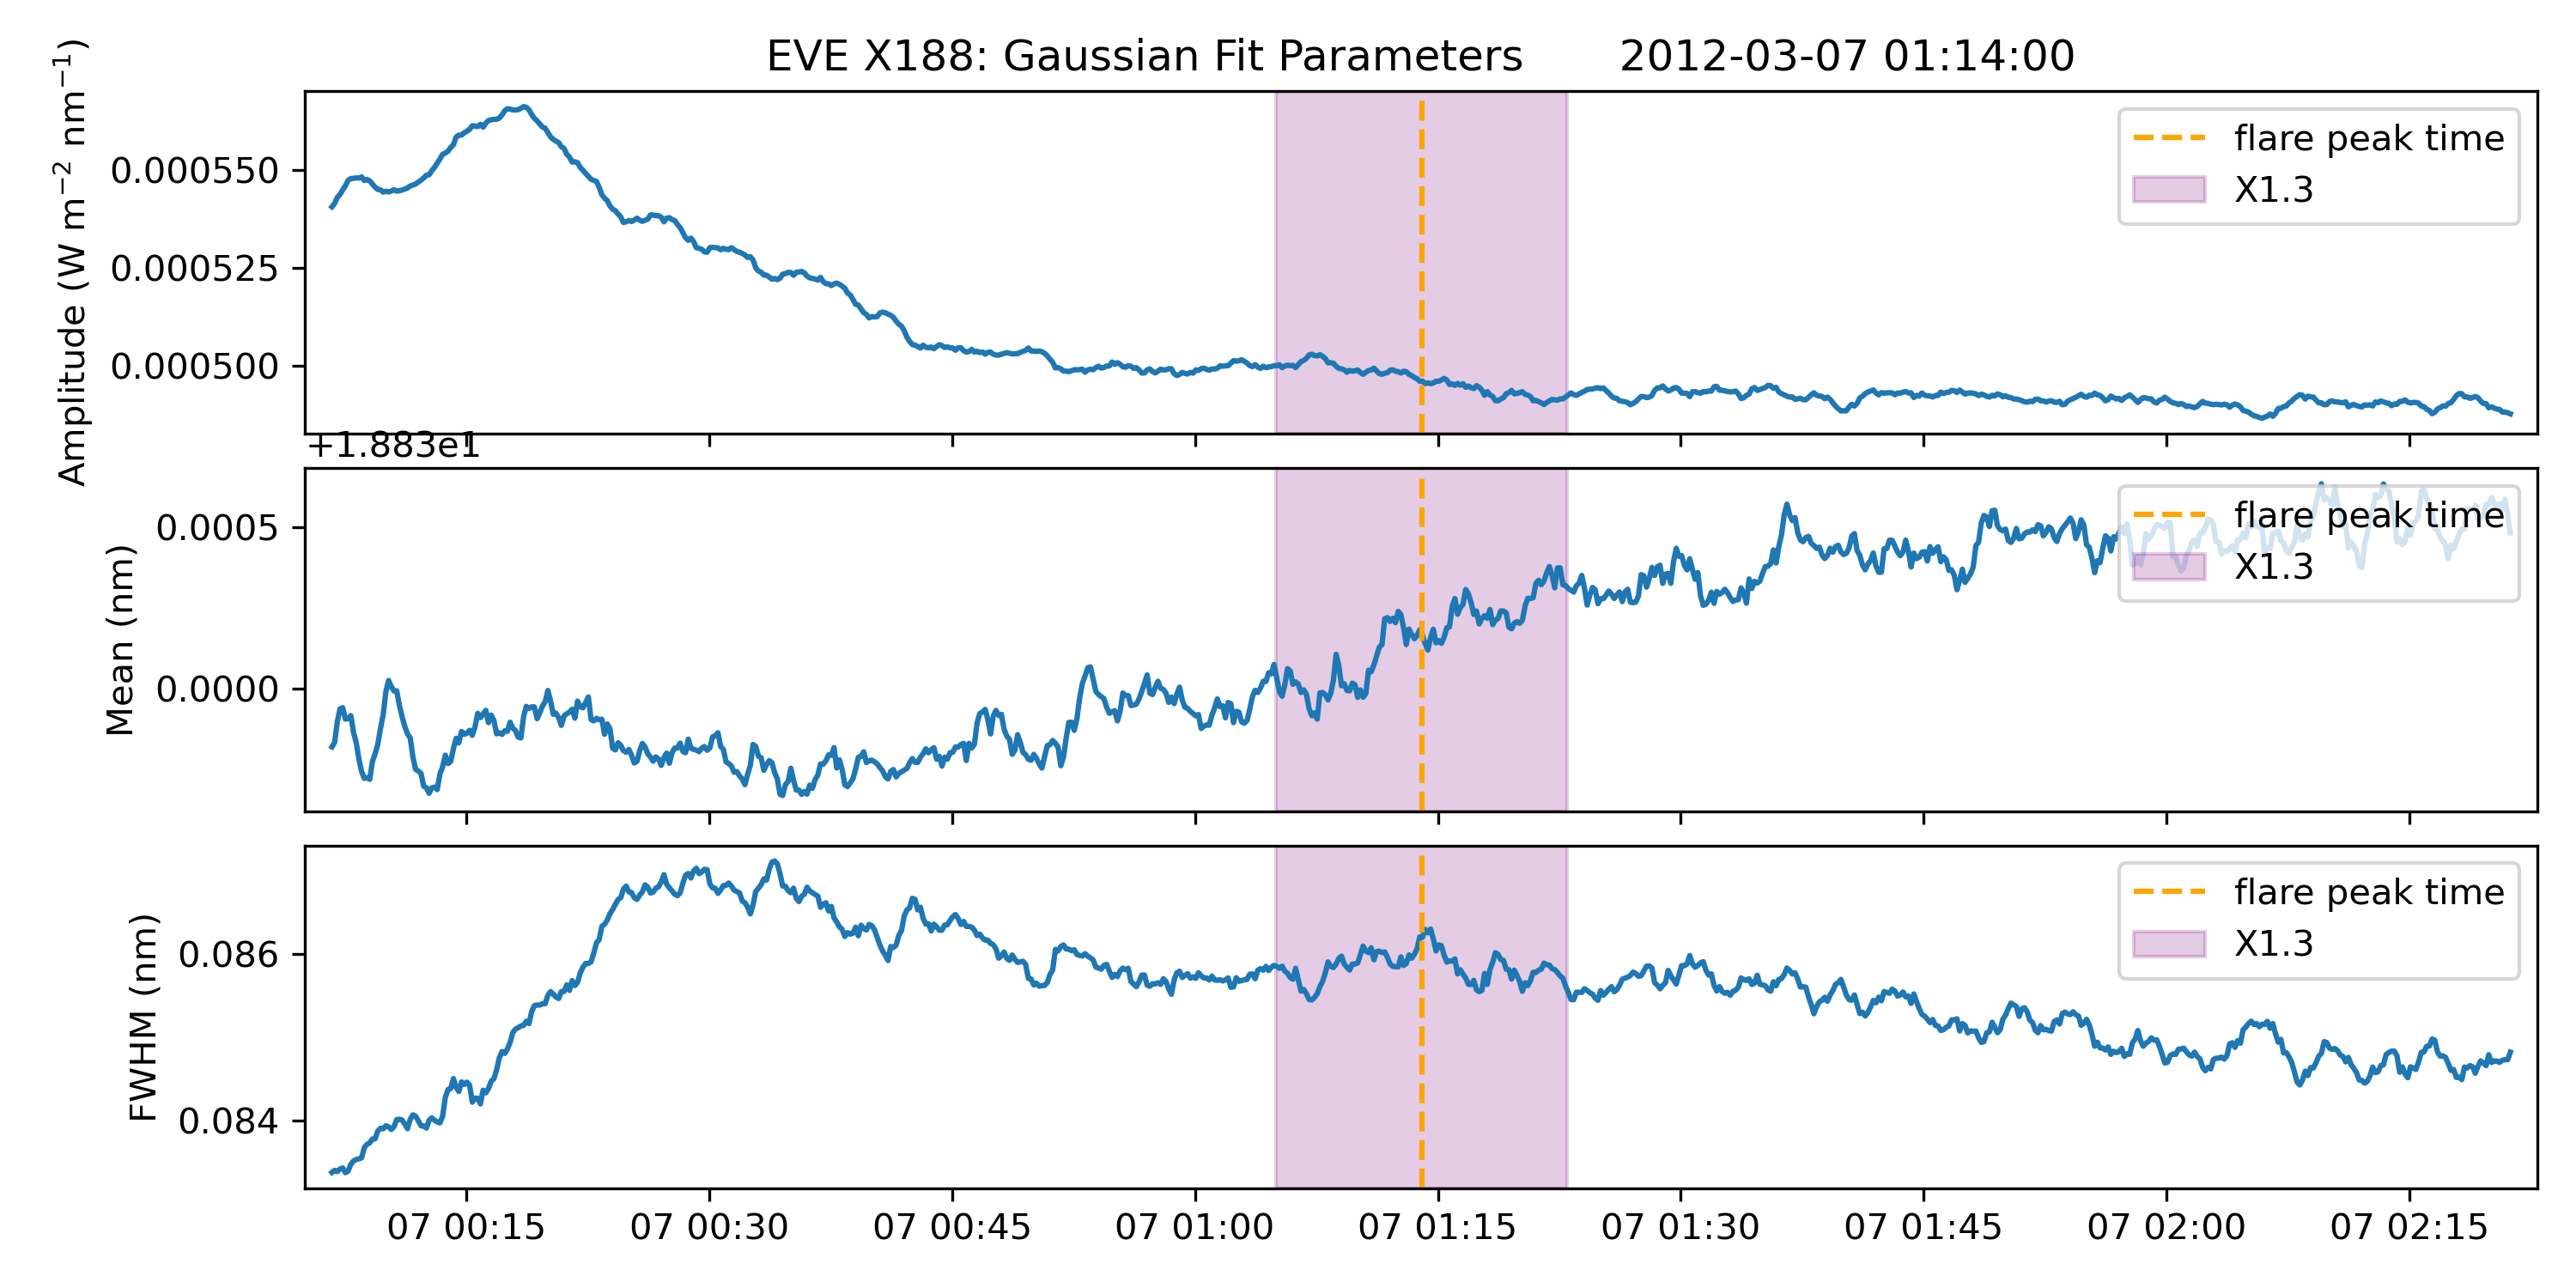 EVE X188: Gaussian Fit Parameters 2012-03-07 01:14:00
Amplitude (W m⁻² nm⁻¹)
0.000550
0.000525
0.000500
flare peak time
X1.3
+1.883e1
Mean (nm)
0.0005
0.0000
flare peak time
X1.3
FWHM (nm)
0.086
0.084
flare peak time
X1.3
07 00:15 07 00:30 07 00:45 07 01:00 07 01:15 07 01:30 07 01:45 07 02:00 07 02:15